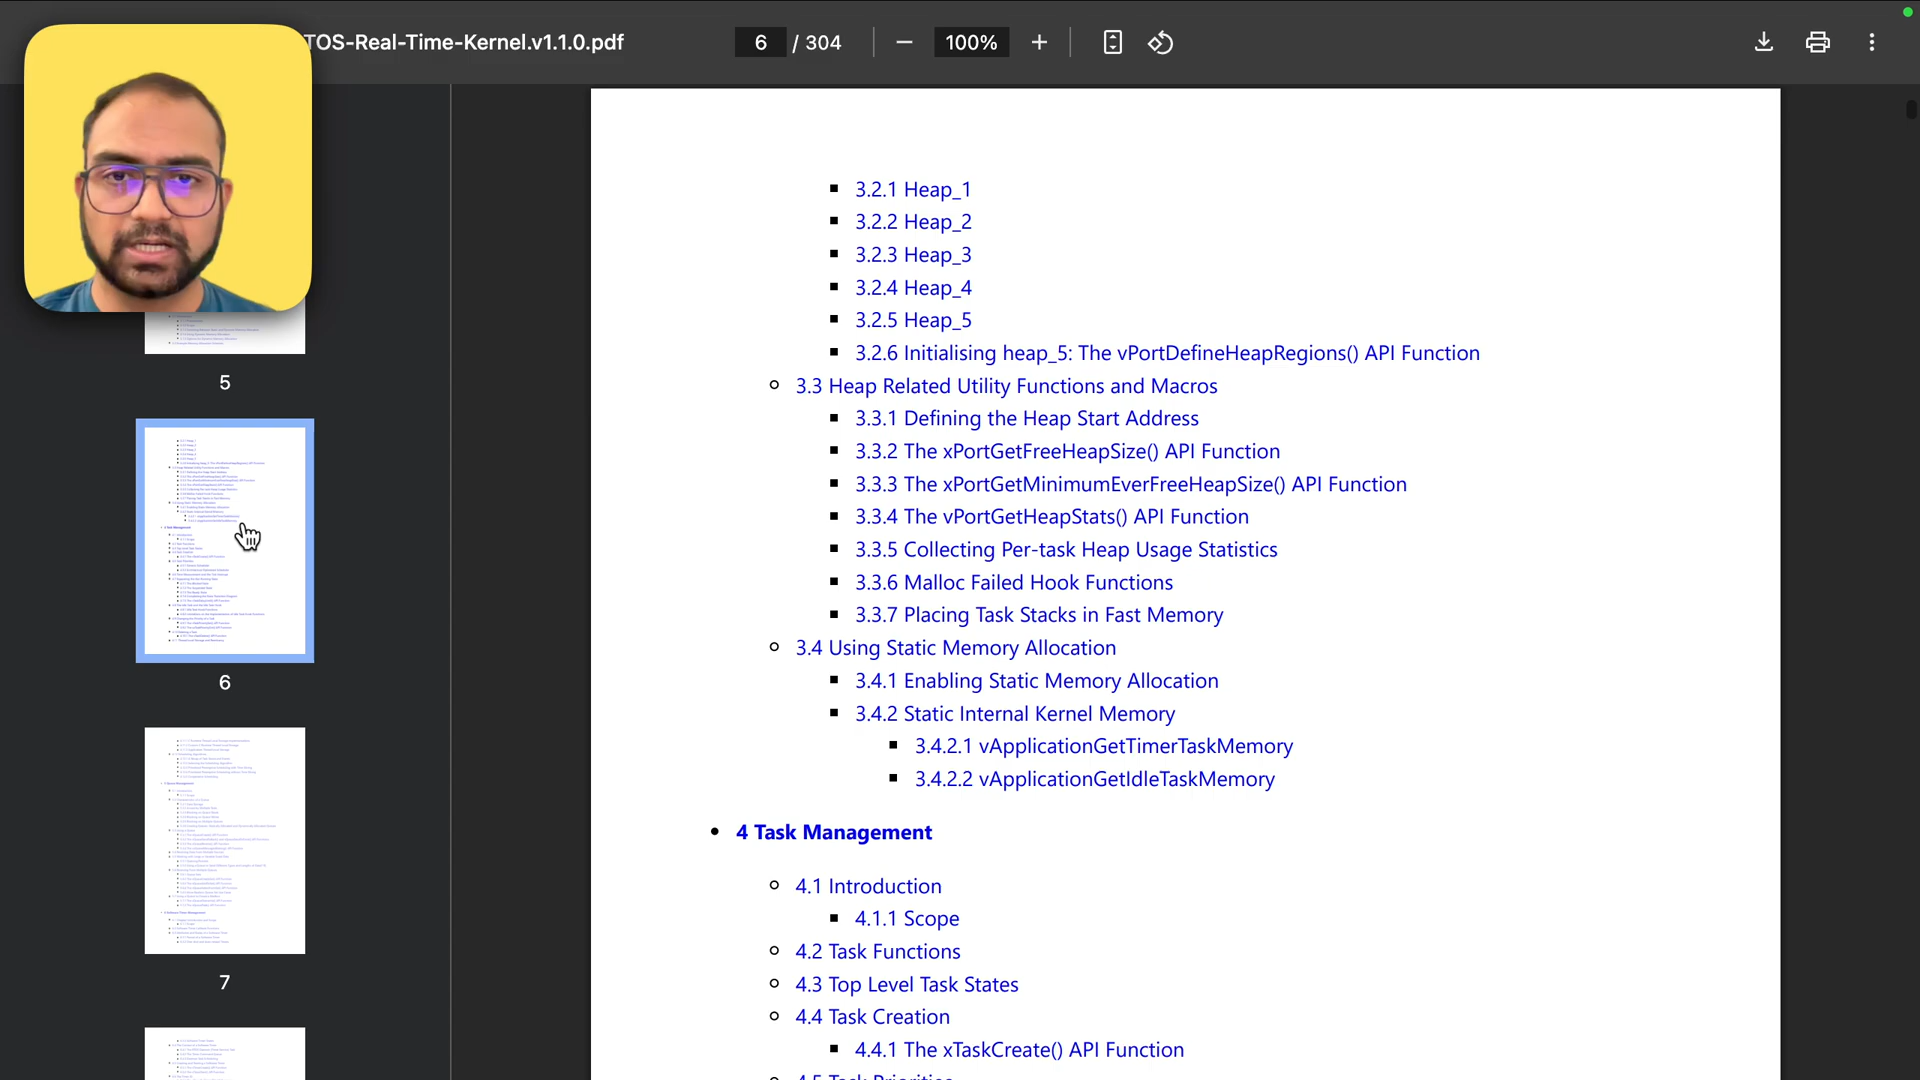 TOS-Real-Time-Kernel.v1.1.0.pdf
6 / 304
100%
3.2.1 Heap_1
3.2.2 Heap_2
3.2.3 Heap_3
3.2.4 Heap_4
3.2.5 Heap_5
3.2.6 Initialising heap_5: The vPortDefineHeapRegions() API Function
3.3 Heap Related Utility Functions and Macros
3.3.1 Defining the Heap Start Address
3.3.2 The xPortGetFreeHeapSize() API Function
3.3.3 The xPortGetMinimumEverFreeHeapSize() API Function
3.3.4 The vPortGetHeapStats() API Function
3.3.5 Collecting Per-task Heap Usage Statistics
3.3.6 Malloc Failed Hook Functions
3.3.7 Placing Task Stacks in Fast Memory
3.4 Using Static Memory Allocation
3.4.1 Enabling Static Memory Allocation
3.4.2 Static Internal Kernel Memory
3.4.2.1 vApplicationGetTimerTaskMemory
3.4.2.2 vApplicationGetIdleTaskMemory
4 Task Management
4.1 Introduction
4.1.1 Scope
4.2 Task Functions
4.3 Top Level Task States
4.4 Task Creation
4.4.1 The xTaskCreate() API Function
4.5 Task Priorities
5
6
7